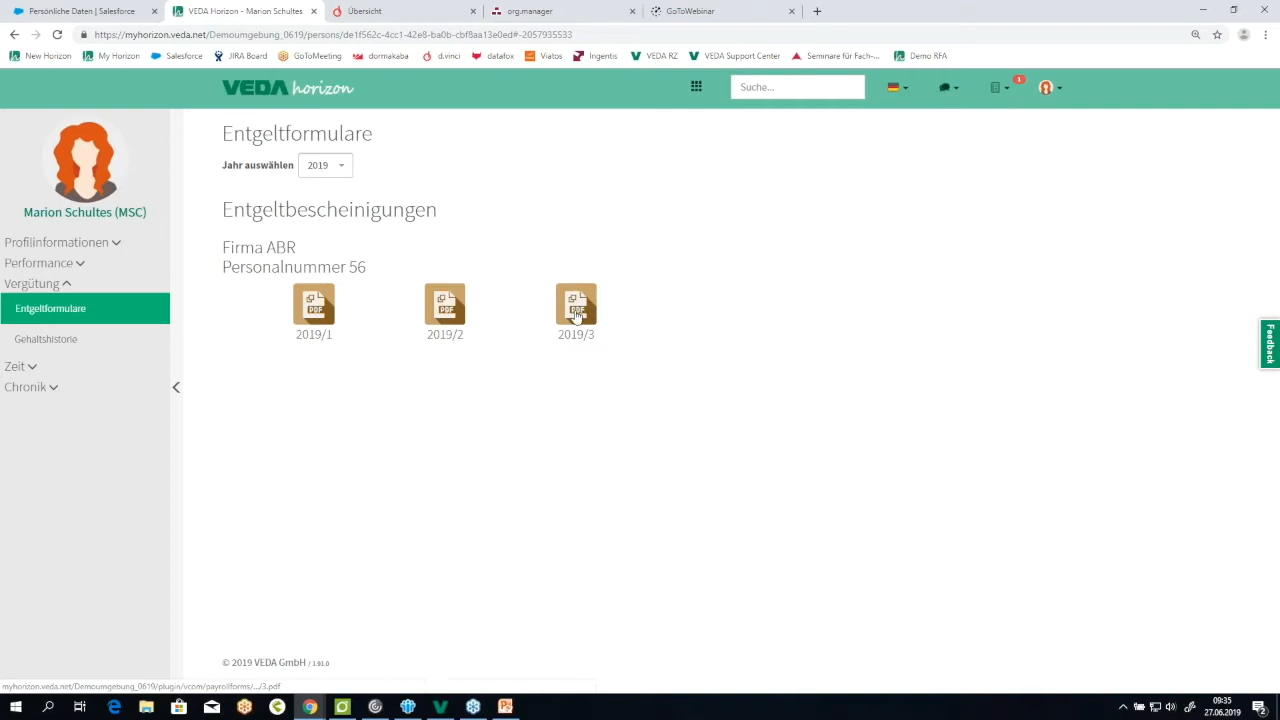 Persönliche Daten | Salesforce
VEDA Horizon - Marion Schultes
Übersicht
org.manager
GoToWebinar
https://myhorizon.veda.net/Demoumgebung_0619/persons/de1f562c-4cc1-42e8-ba0b-cbf8aa13e0ed#-2057935533
New Horizon
My Horizon
Salesforce
JIRA Board
GoToMeeting
dormakaba
d.vinci
datafox
Viatos
Ingentis
VEDA RZ
VEDA Support Center
Seminare für Fach-...
Demo RFA
VEDA horizon
Suche...
1
Entgeltformulare
Jahr auswählen 2019
Marion Schultes (MSC)
Profilinformationen
Performance
Vergütung
Entgeltformulare
Gehaltshistorie
Zeit
Chronik
Entgeltbescheinigungen
Firma ABR
Personalnummer 56
PDF PDF PDF
2019/1 2019/2 2019/3
Feedback
© 2019 VEDA GmbH / 1.91.0
myhorizon.veda.net/Demoumgebung_0619/plugin/vcom/payrollforms/.../3.pdf
09:35
27.06.2019
2